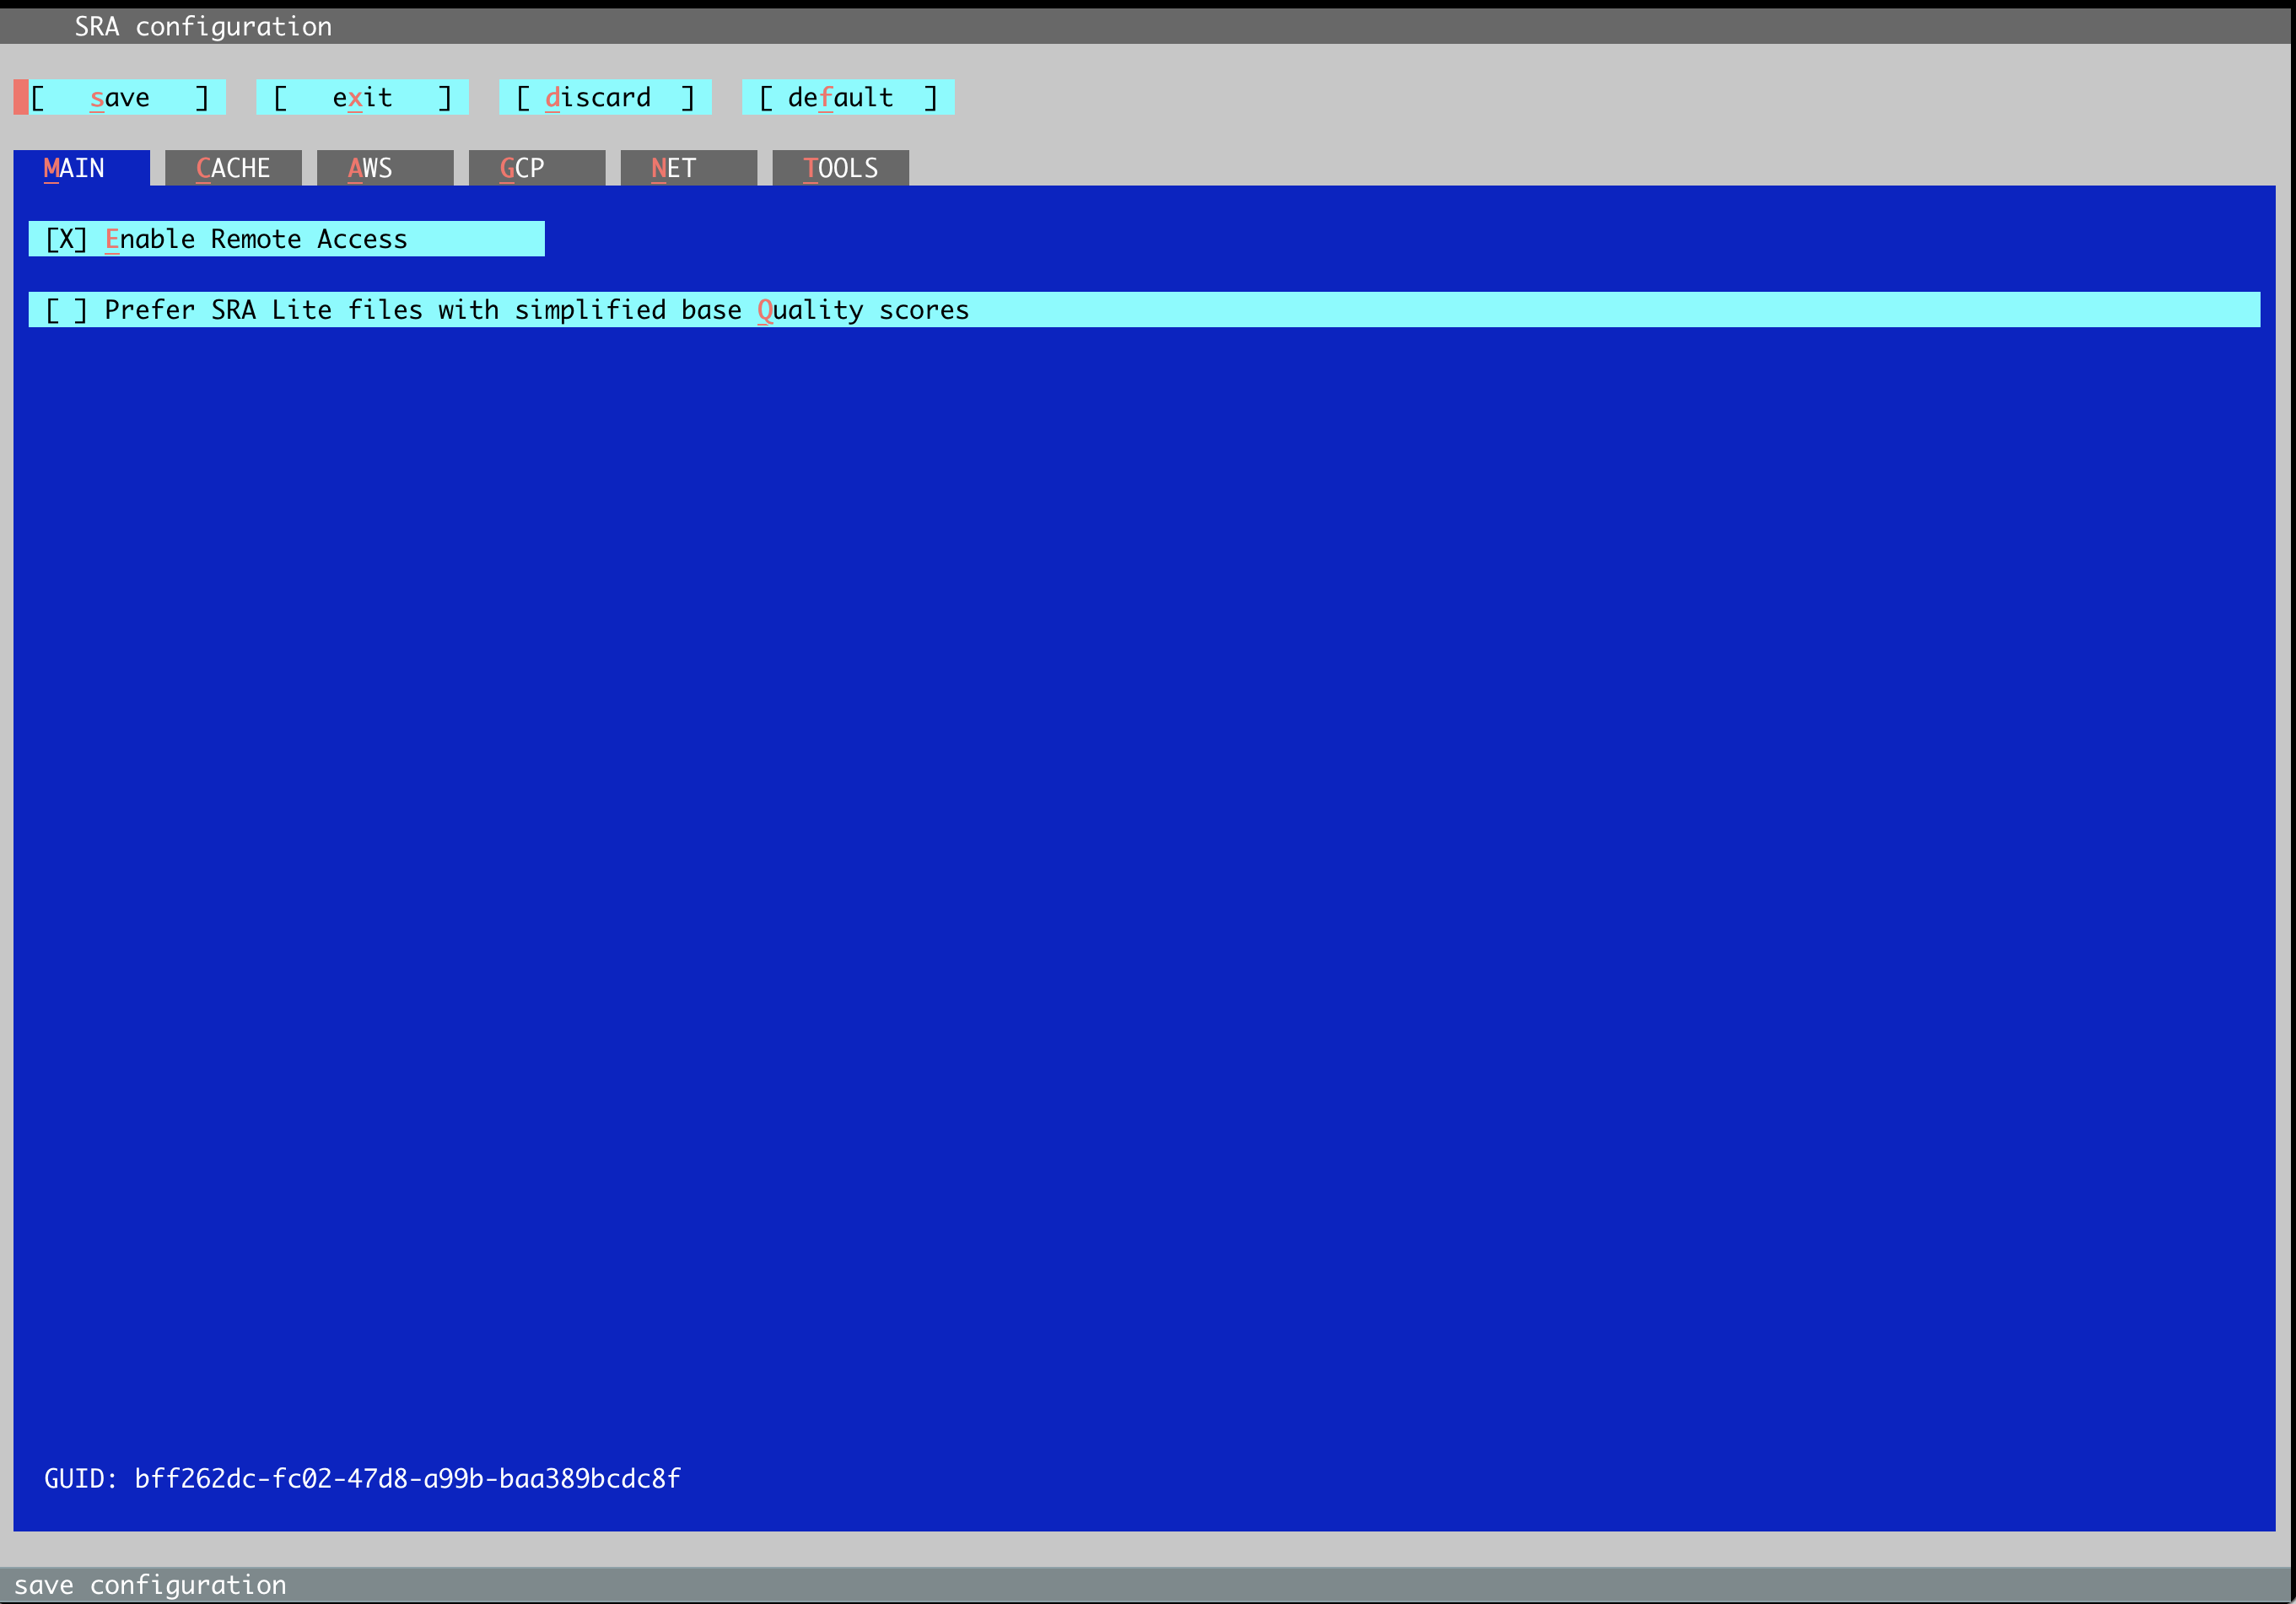 SRA configuration
[ save ] [ exit ] [ discard ] [ default ]
MAIN CACHE AWS GCP NET TOOLS
[X] Enable Remote Access
[ ] Prefer SRA Lite files with simplified base Quality scores
GUID: bff262dc-fc02-47d8-a99b-baa389bcdc8f
save configuration